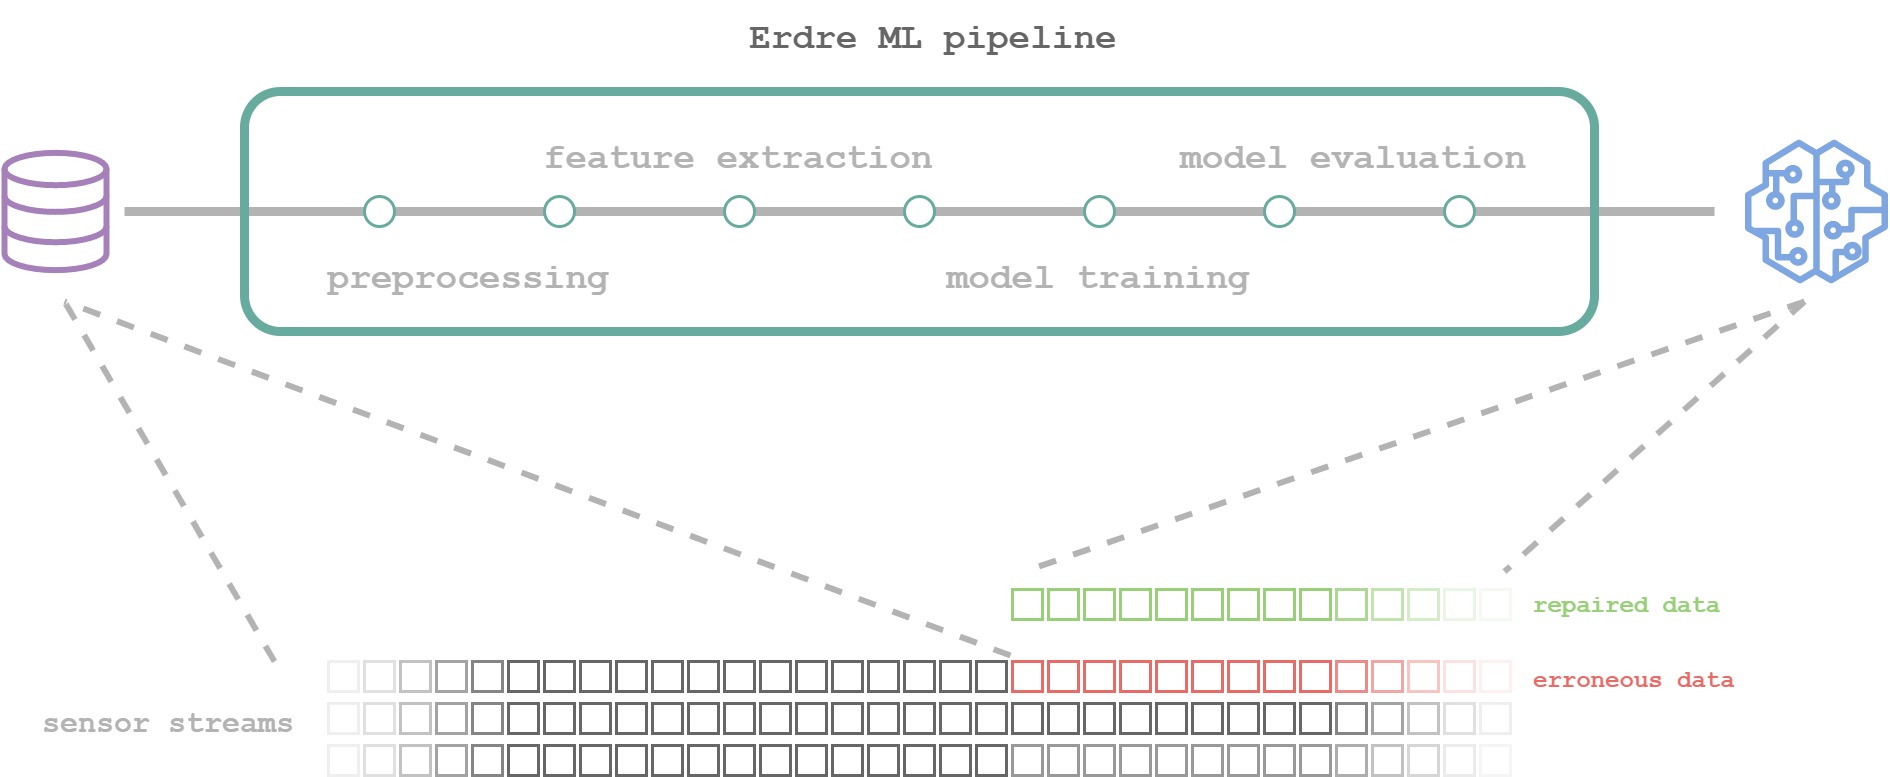 Erdre ML pipeline
feature extraction
model evaluation
preprocessing
model training
repaired data
erroneous data
sensor streams